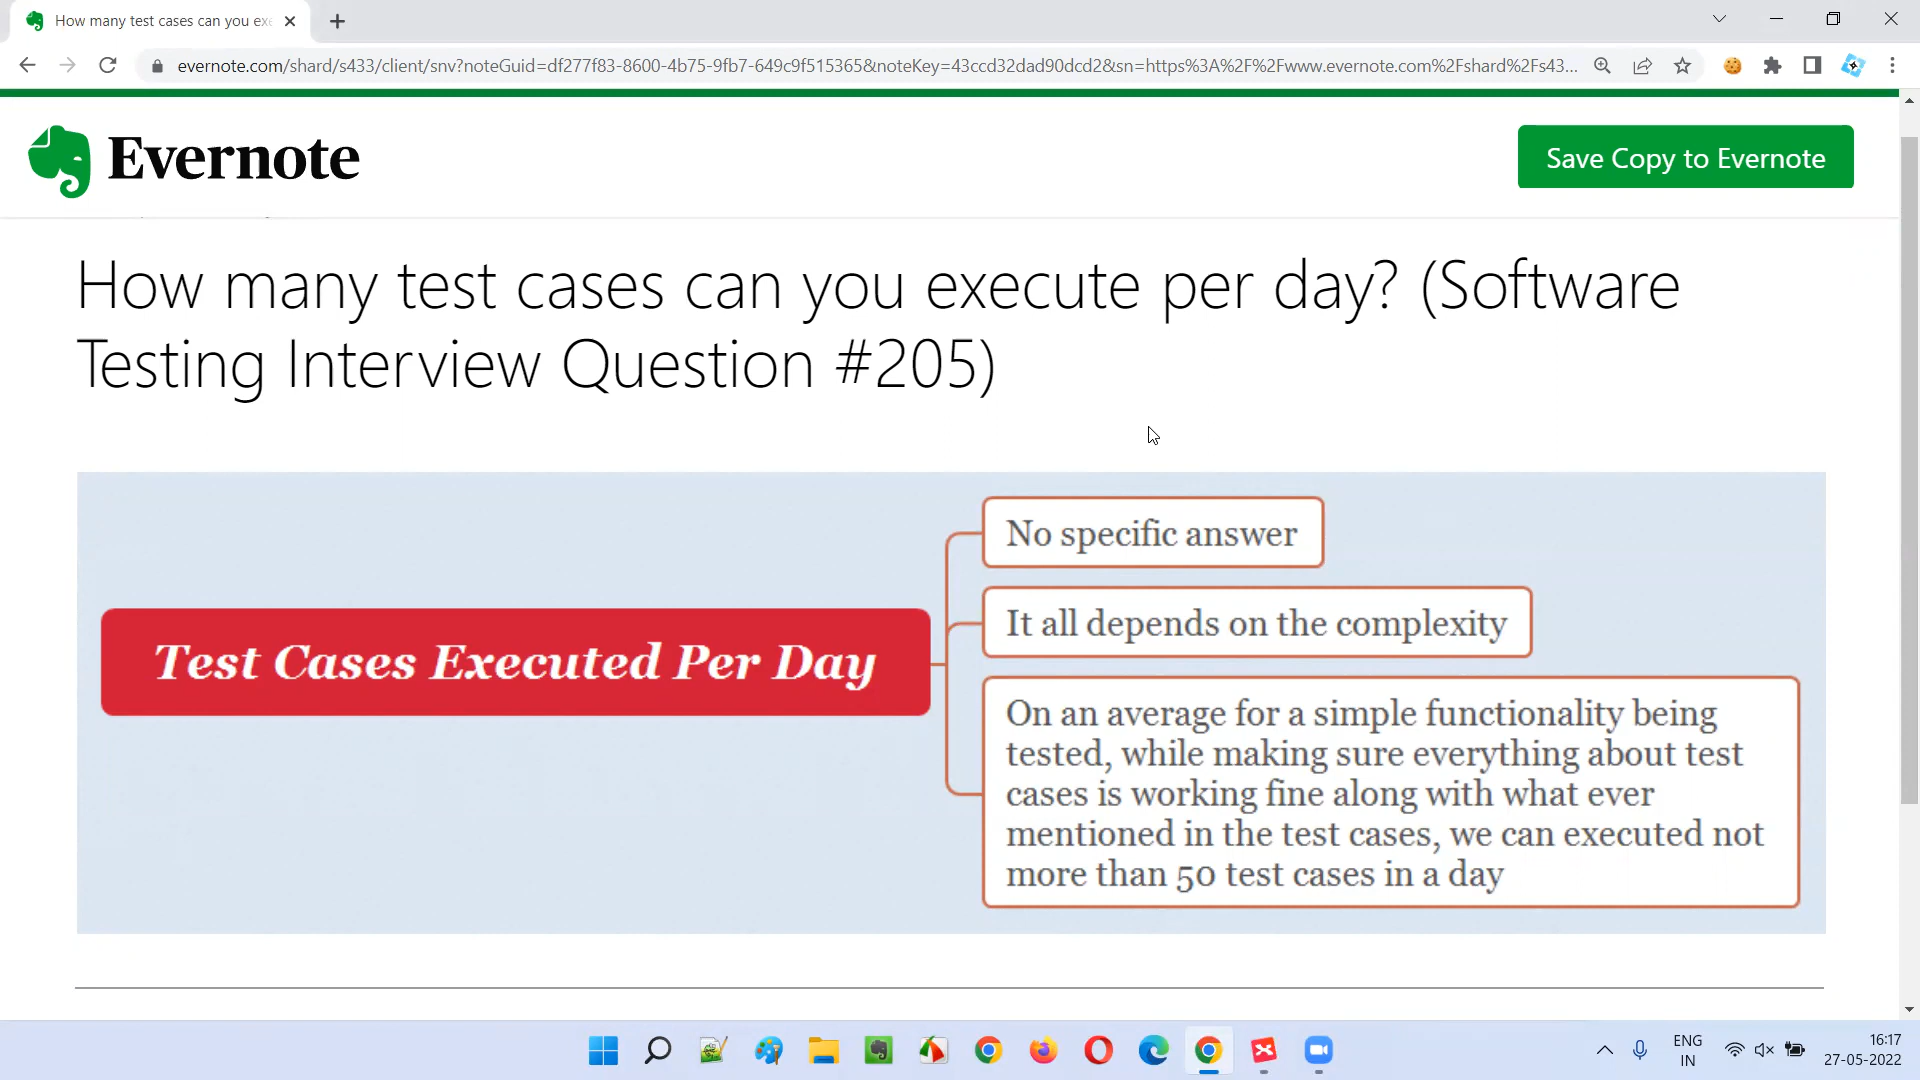 How many test cases can you exe
evernote.com/shard/s433/client/snv?noteGuid=df277f83-8600-4b75-9fb7-649c9f515365&noteKey=43ccd32dad90dcd2&sn=https%3A%2F%2Fwww.evernote.com%2Fshard%2Fs43...
Evernote
Save Copy to Evernote
How many test cases can you execute per day? (Software
Testing Interview Question #205)
No specific answer
It all depends on the complexity
Test Cases Executed Per Day
On an average for a simple functionality being
tested, while making sure everything about test
cases is working fine along with what ever
mentioned in the test cases, we can executed not
more than 50 test cases in a day
ENG
IN
16:17
27-05-2022